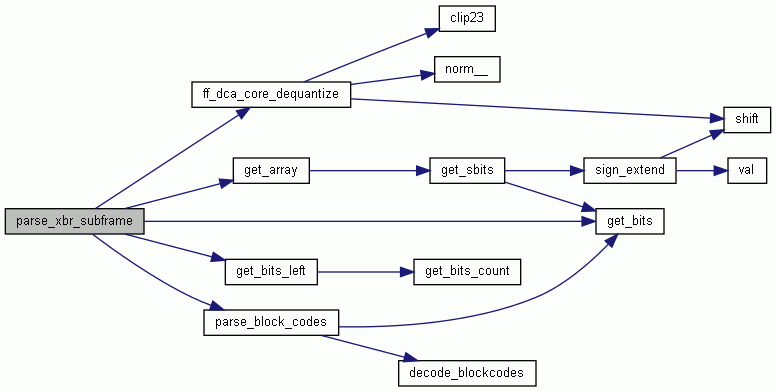 clip23
norm__
ff_dca_core_dequantize
shift
get_array
get_sbits
sign_extend
val
parse_xbr_subframe
get_bits
get_bits_left
get_bits_count
parse_block_codes
decode_blockcodes